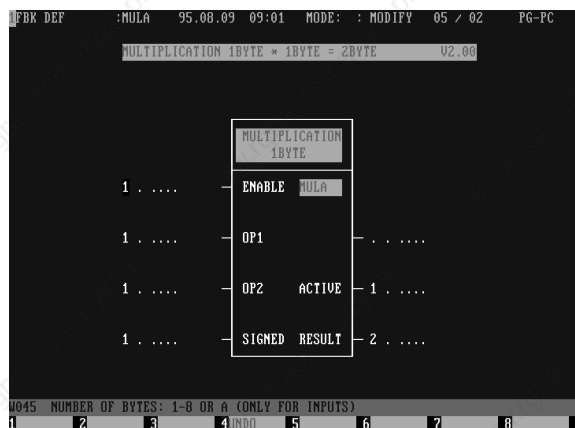 1FBK DEF :MULA 95.08.09 09:01 MODE: : MODIFY 05 / 02 PG-PC
MULTIPLICATION 1BYTE * 1BYTE = 2BYTE V2.00
MULTIPLICATION
1BYTE
1 . .... ENABLE MULA
1 . .... OP1 . . ....
1 . .... OP2 ACTIVE 1 . ....
1 . .... SIGNED RESULT 2 . ....
W045 NUMBER OF BYTES: 1-8 OR A (ONLY FOR INPUTS)
1 2 3 4UNDO 5 6 7 8